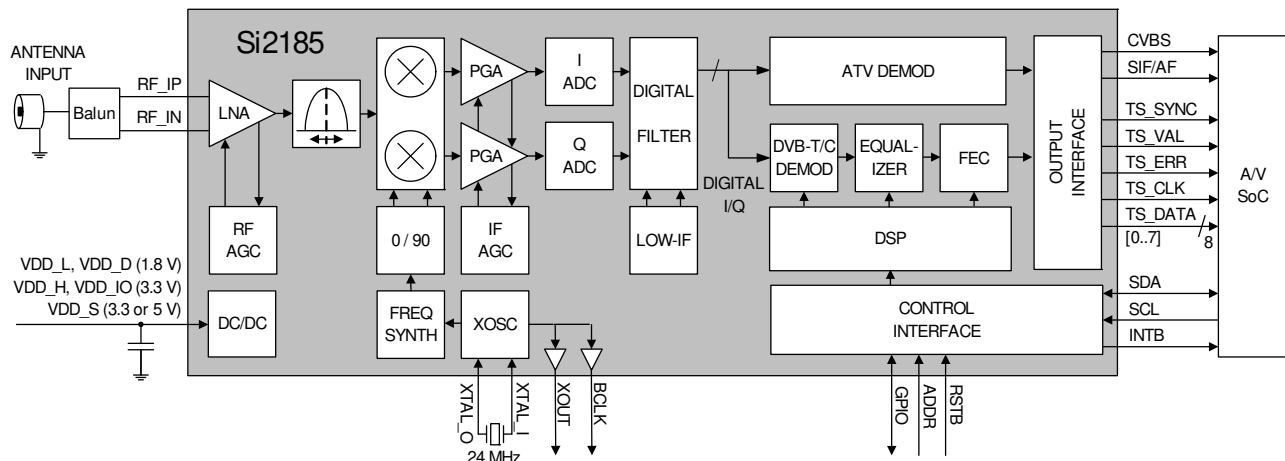 Si2185
ANTENNA
INPUT
Balun
RF_IP
RF_IN
LNA
RF
AGC
VDD_L, VDD_D (1.8 V)
VDD_H, VDD_IO (3.3 V)
VDD_S (3.3 or 5 V)
DC/DC
0 / 90
FREQ
SYNTH
PGA
PGA
IF
AGC
XOSC
XTAL_O
XTAL_I
24 MHz
XOUT
BCLK
I
ADC
Q
ADC
DIGITAL
FILTER
LOW-IF
DIGITAL
I/Q
ATV DEMOD
DVB-T/C
DEMOD
EQUAL-
IZER
FEC
DSP
CONTROL
INTERFACE
GPIO
ADDR
RSTB
OUTPUT
INTERFACE
CVBS
SIF/AF
TS_SYNC
TS_VAL
TS_ERR
TS_CLK
TS_DATA
[0..7]
8
SDA
SCL
INTB
A/V
SoC